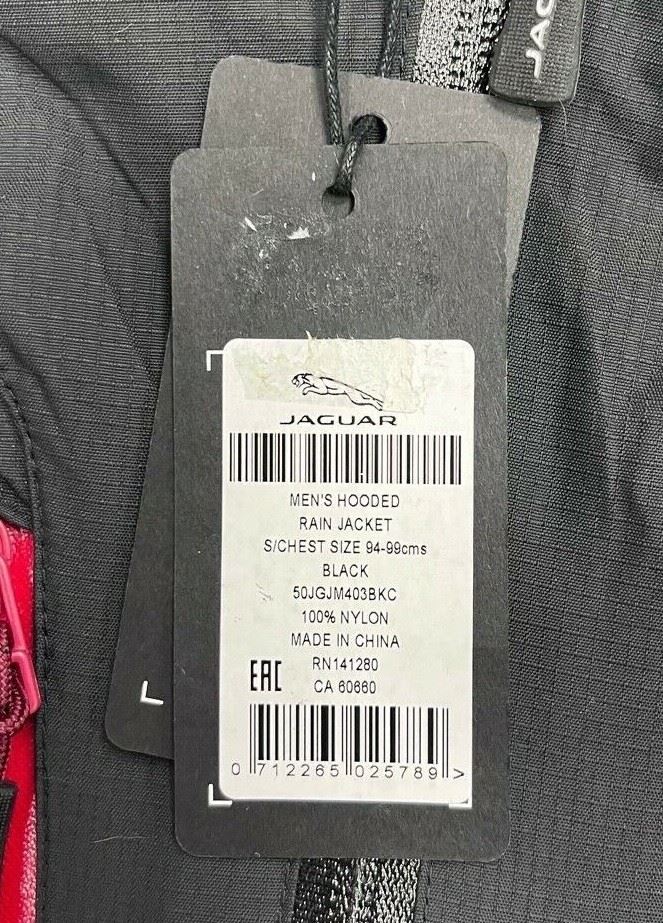 JAG
JAGUAR
MEN'S HOODED
RAIN JACKET
S/CHEST SIZE 94-99cms
BLACK
50JGJM403BKC
100% NYLON
MADE IN CHINA
RN141280
EAC
CA 60660
0 712265 025789 >